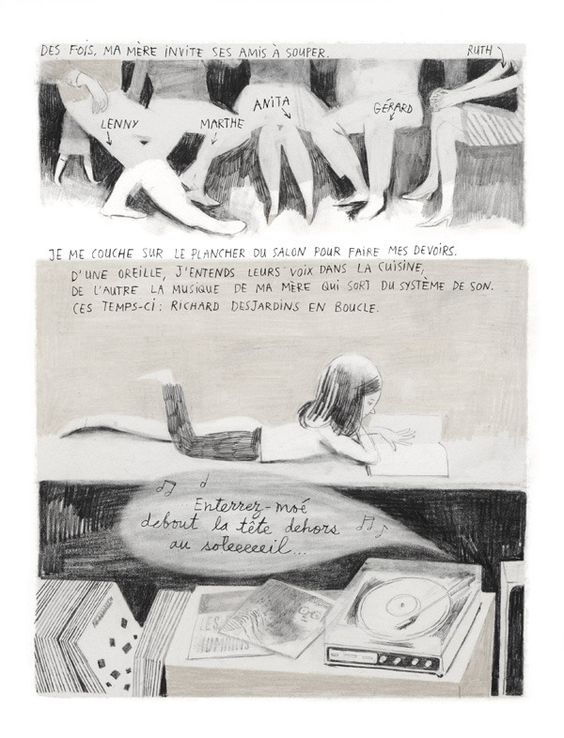 DES FOIS, MA MÈRE INVITE SES AMIS À SOUPER.
RUTH
LENNY
MARTHE
ANITA
GÉRARD
JE ME COUCHE SUR LE PLANCHER DU SALON POUR FAIRE MES DEVOIRS.
D'UNE OREILLE, J'ENTENDS LEURS VOIX DANS LA CUISINE,
DE L'AUTRE LA MUSIQUE DE MA MÈRE QUI SORT DU SYSTÈME DE SON.
CES TEMPS-CI : RICHARD DESJARDINS EN BOUCLE.
Enterrez-moé
debout la tête dehors
au soleeeeeil...
LES
HUMAINS